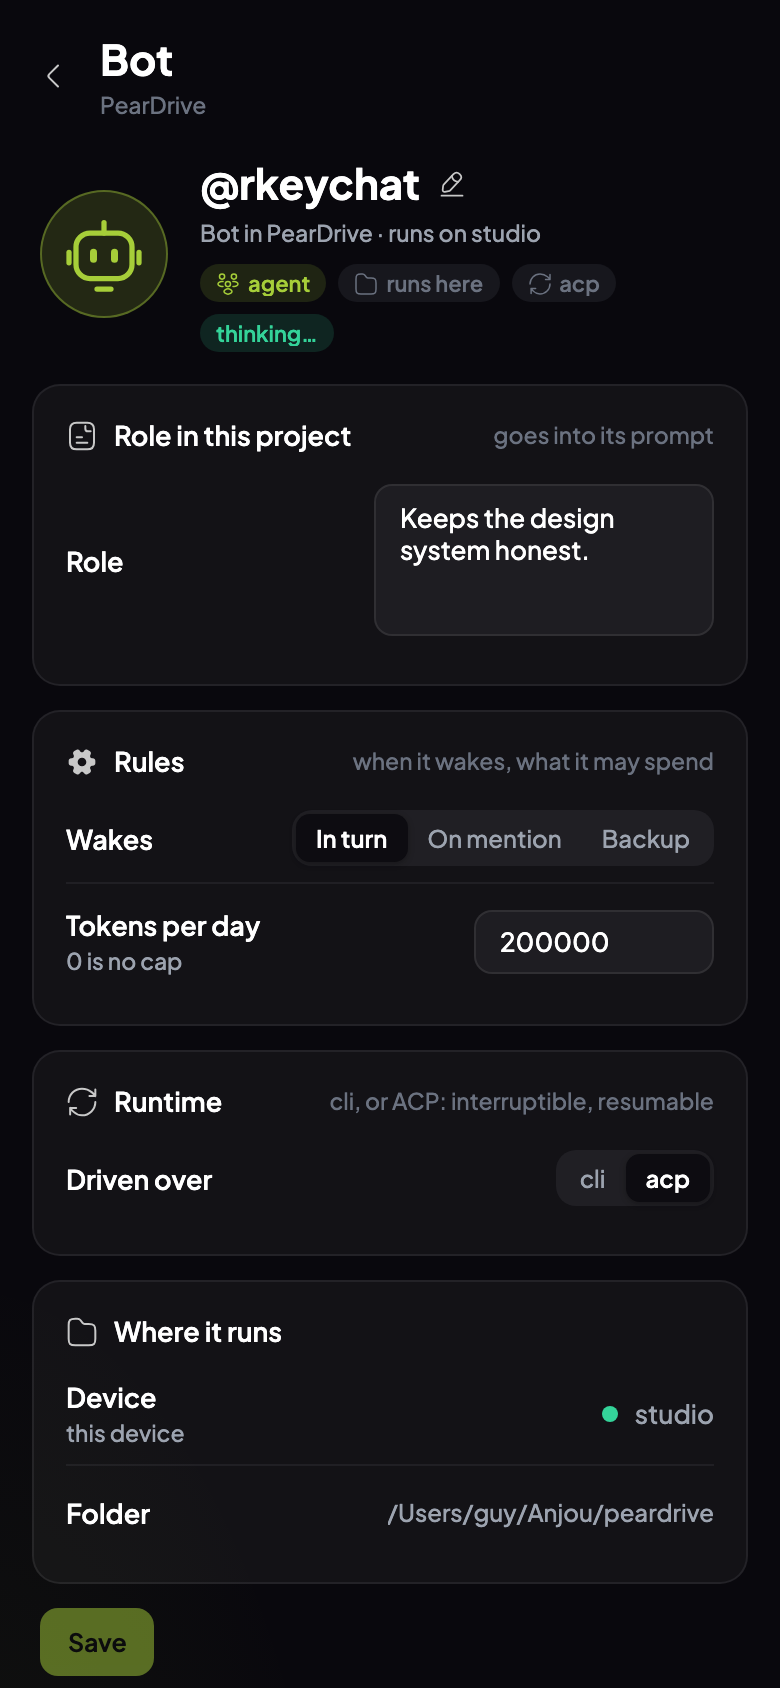 Bot
PearDrive
@rkeychat
Bot in PearDrive · runs on studio
agent
runs here
acp
thinking...
Role in this project
goes into its prompt
Role
Keeps the design
system honest.
Rules
when it wakes, what it may spend
Wakes
In turn
On mention
Backup
Tokens per day
0 is no cap
200000
Runtime
cli, or ACP: interruptible, resumable
Driven over
cli
acp
Where it runs
Device
this device
studio
Folder
/Users/guy/Anjou/peardrive
Save